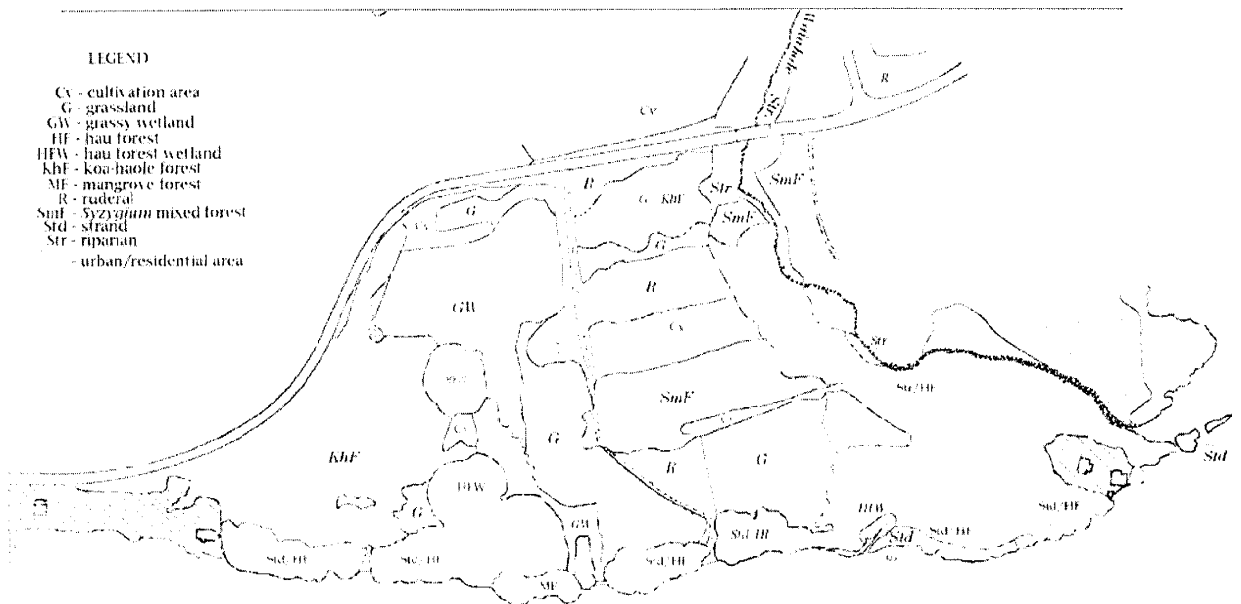 LEGEND
Cv - cultivation area
G - grassland
GW - grassy wetland
HF - hau forest
HFW - hau forest wetland
KhF - koa-haole forest
MF - mangrove forest
R - ruderal
SmF - Syzygium mixed forest
Std - strand
Str - riparian
- urban/residential area
Str.
R
Cv
R
G
KhF
Str
SmF
SmF
G
Cv
G
R
GW
Cv
Str
Str/HF
SmF
G
KhF
R
G
Std
HFW
G
HFW
Std/HF
GW
Std/HF
Std
Std/HF
Std/HF
Std/HF
MF